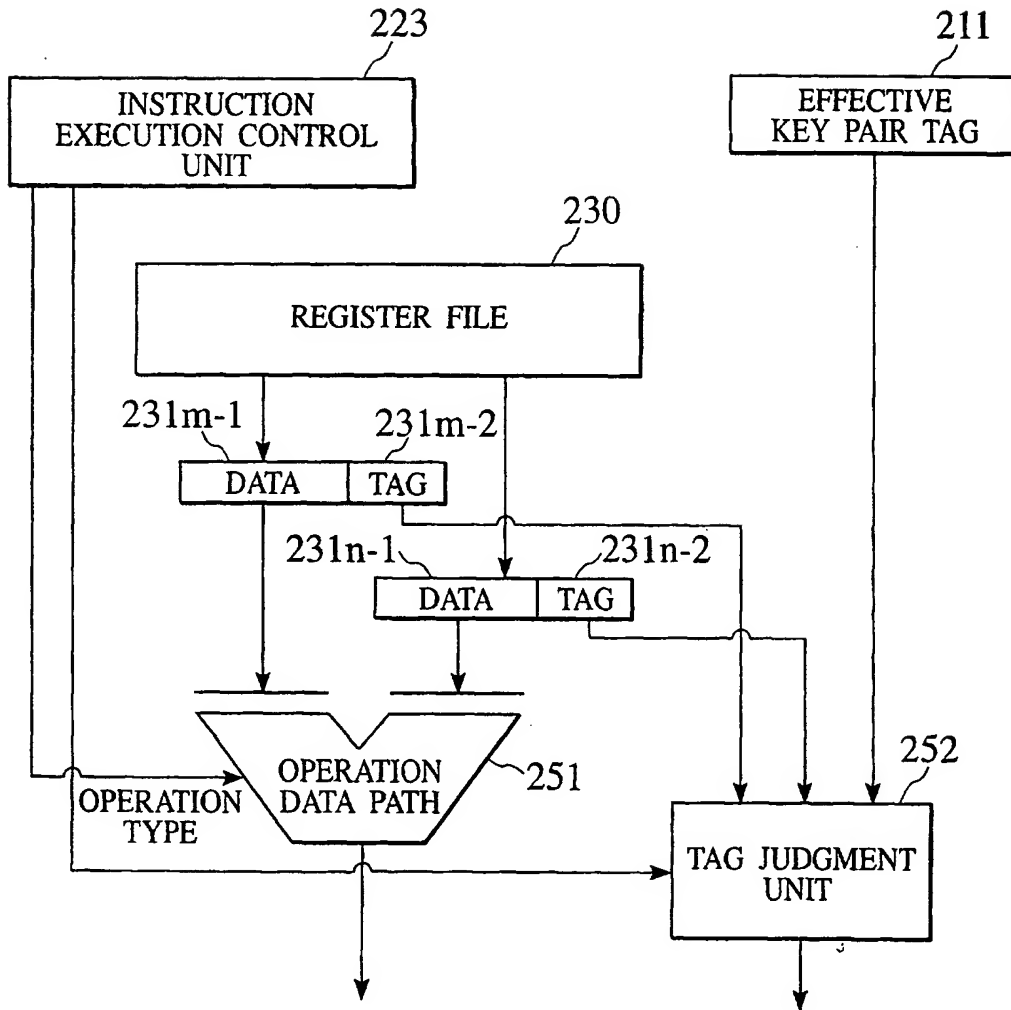 223
211
INSTRUCTION
EXECUTION CONTROL
UNIT
EFFECTIVE
KEY PAIR TAG
230
REGISTER FILE
231m-1
231m-2
DATA
TAG
231n-1
231n-2
DATA
TAG
OPERATION
DATA PATH
251
252
OPERATION
TYPE
TAG JUDGMENT
UNIT